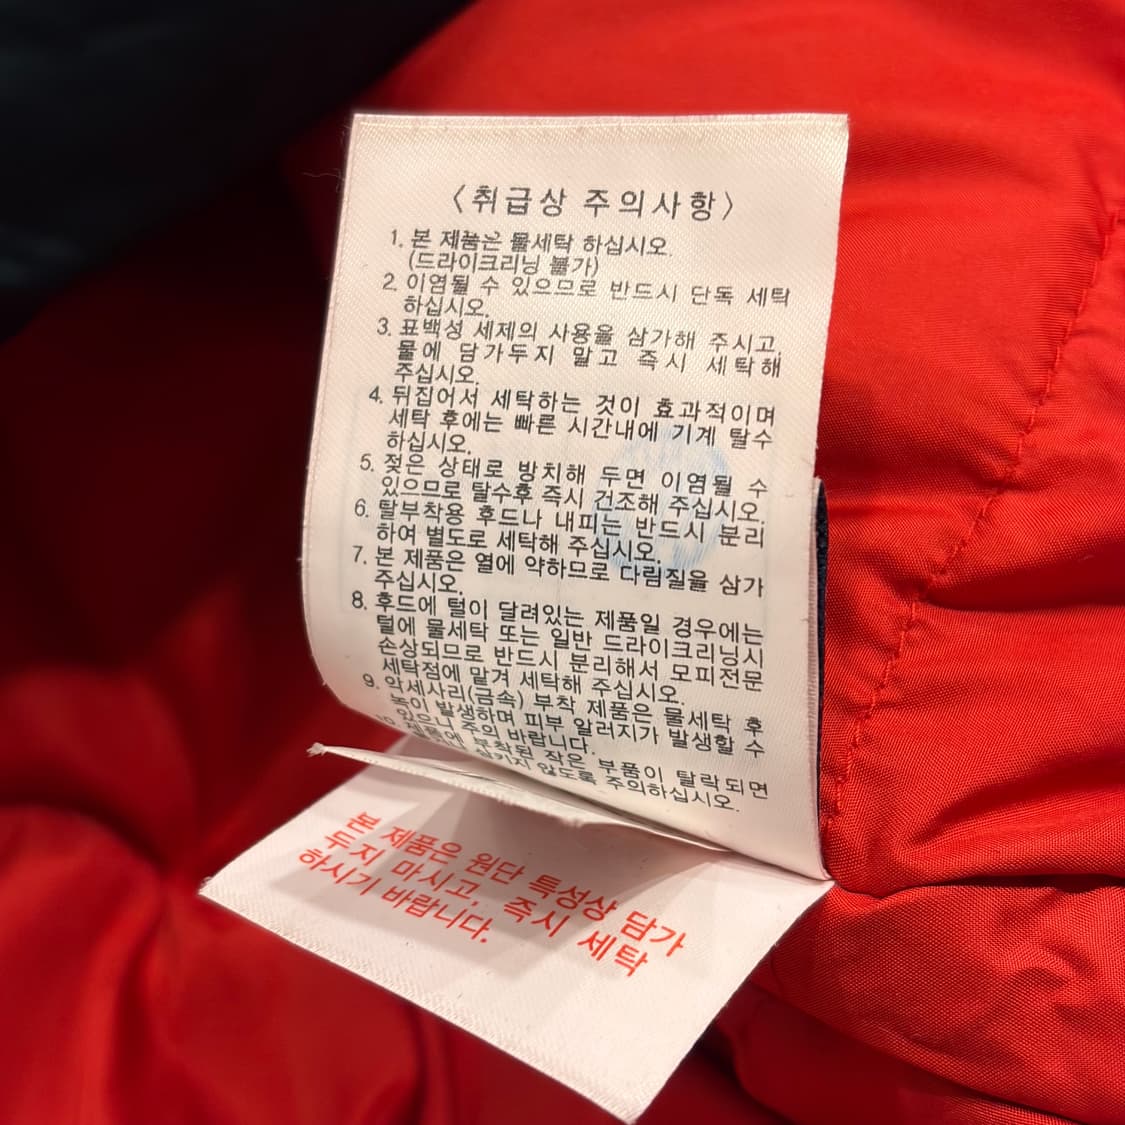 〈취급상 주의사항〉
1. 본 제품은 물세탁 하십시오.
(드라이크리닝 불가)
2. 이염될 수 있으므로 반드시 단독 세탁
하십시오.
3. 표백성 세제의 사용을 삼가해 주시고,
물에 담가두지 말고 즉시 세탁해
주십시오.
4. 뒤집어서 세탁하는 것이 효과적이며
세탁 후에는 빠른 시간내에 기계 탈수
하십시오.
5. 젖은 상태로 방치해 두면 이염될 수
있으므로 탈수후 즉시 건조해 주십시오.
6. 탈부착용 후드나 내피는 반드시 분리
하여 별도로 세탁해 주십시오.
7. 본 제품은 열에 약하므로 다림질을 삼가
주십시오.
8. 후드에 털이 달려있는 제품일 경우에는
털에 물세탁 또는 일반 드라이크리닝시
손상되므로 반드시 분리해서 모피전문
세탁점에 맡겨 세탁해 주십시오.
9. 악세사리(금속) 부착 제품은 물세탁 후
녹이 발생하며 피부 알러지가 발생할 수
있으니 주의 바랍니다.
10. 제품에 부착된 작은 부품이 탈락되면
삼키지 않도록 주의하십시오.
본 제품은 원단 특성상 담가
두지 마시고, 즉시 세탁
하시기 바랍니다.